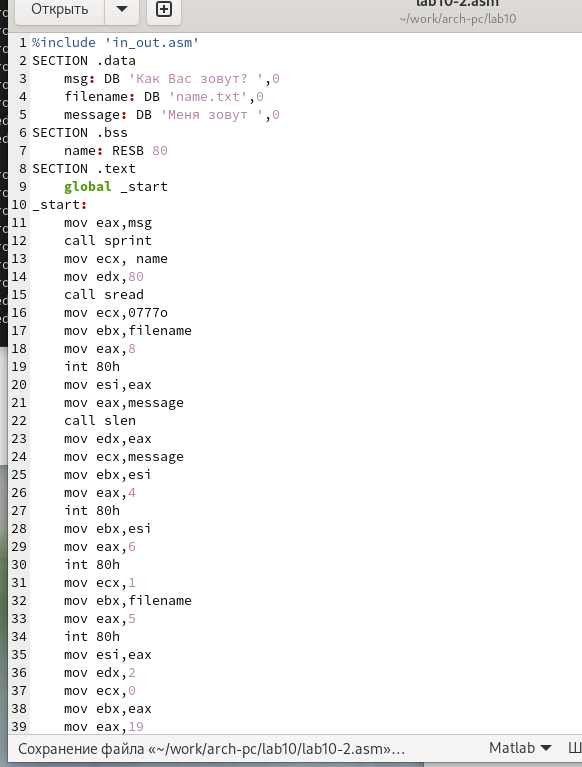 Открыть
lab10-2.asm
~/work/arch-pc/lab10
1 %include 'in_out.asm'
2 SECTION .data
3     msg: DB 'Как Вас зовут? ',0
4     filename: DB 'name.txt',0
5     message: DB 'Меня зовут ',0
6 SECTION .bss
7     name: RESB 80
8 SECTION .text
9     global _start
10 _start:
11     mov eax,msg
12     call sprint
13     mov ecx, name
14     mov edx,80
15     call sread
16     mov ecx,0777o
17     mov ebx,filename
18     mov eax,8
19     int 80h
20     mov esi,eax
21     mov eax,message
22     call slen
23     mov edx,eax
24     mov ecx,message
25     mov ebx,esi
26     mov eax,4
27     int 80h
28     mov ebx,esi
29     mov eax,6
30     int 80h
31     mov ecx,1
32     mov ebx,filename
33     mov eax,5
34     int 80h
35     mov esi,eax
36     mov edx,2
37     mov ecx,0
38     mov ebx,eax
39     mov eax,19
Сохранение файла «~/work/arch-pc/lab10/lab10-2.asm»… Matlab